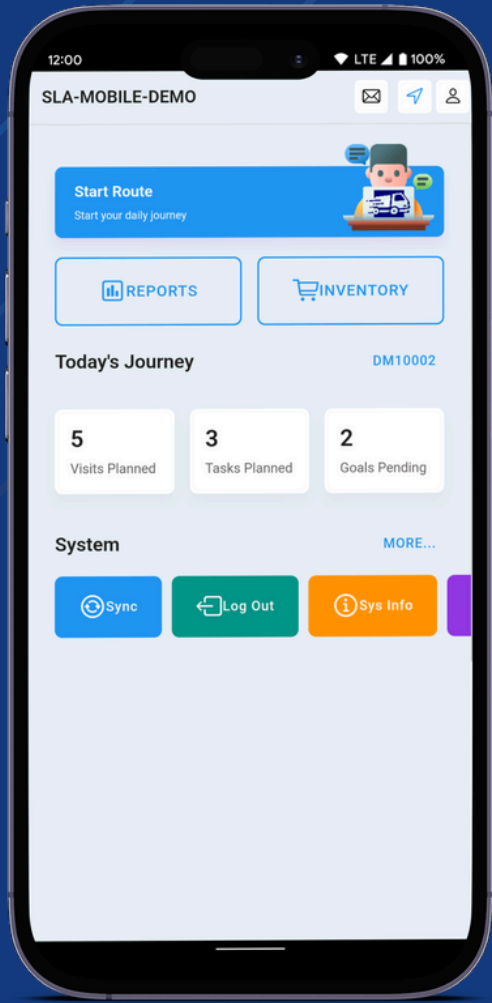 12:00 LTE 100%
SLA-MOBILE-DEMO
Start Route
Start your daily journey
REPORTS INVENTORY
Today's Journey DM10002
5 3 2
Visits Planned Tasks Planned Goals Pending
System MORE...
Sync Log Out Sys Info